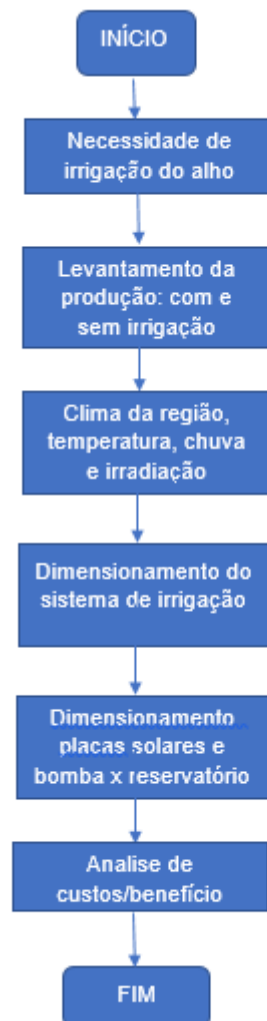 INÍCIO
Necessidade de
irrigação do alho
Levantamento da
produção: com e
sem irrigação
Clima da região,
temperatura, chuva
e irradiação
Dimensionamento do
sistema de irrigação
Dimensionamento
placas solares e
bomba x reservatório
Analise de
custos/benefício
FIM